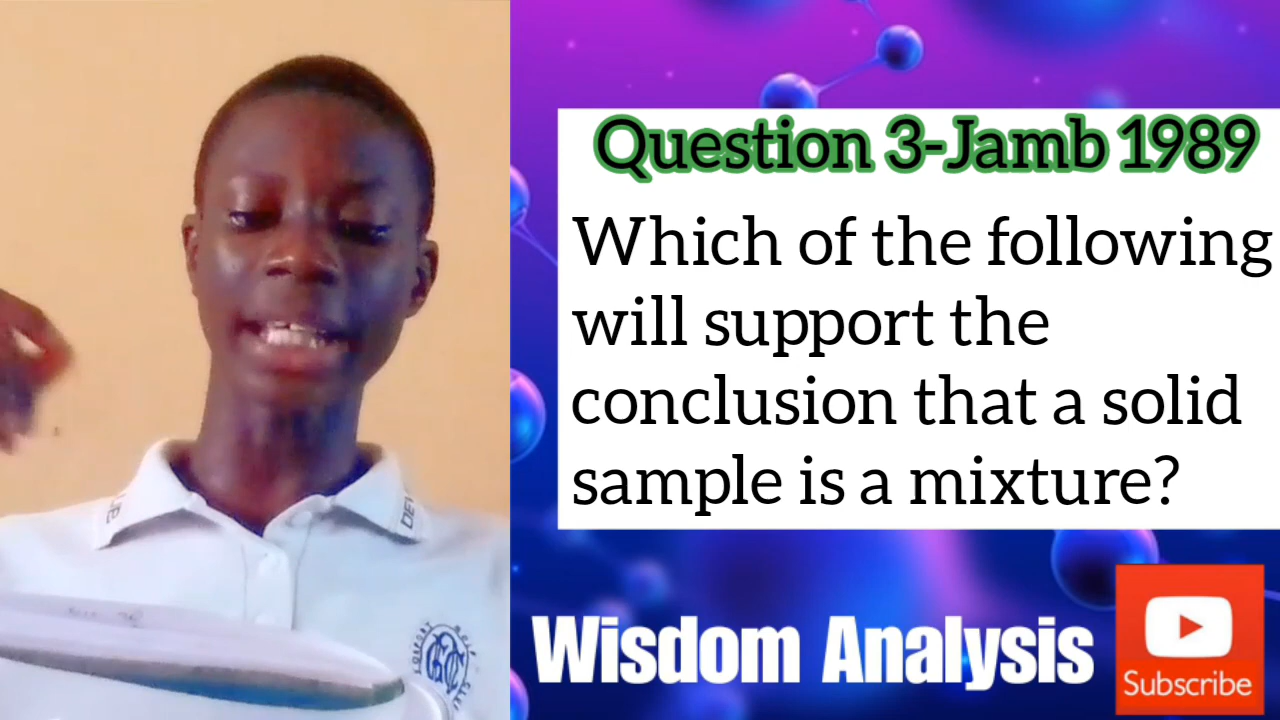 Question 3-Jamb 1989
Which of the following
will support the
conclusion that a solid
sample is a mixture?
Wisdom Analysis
Subscribe